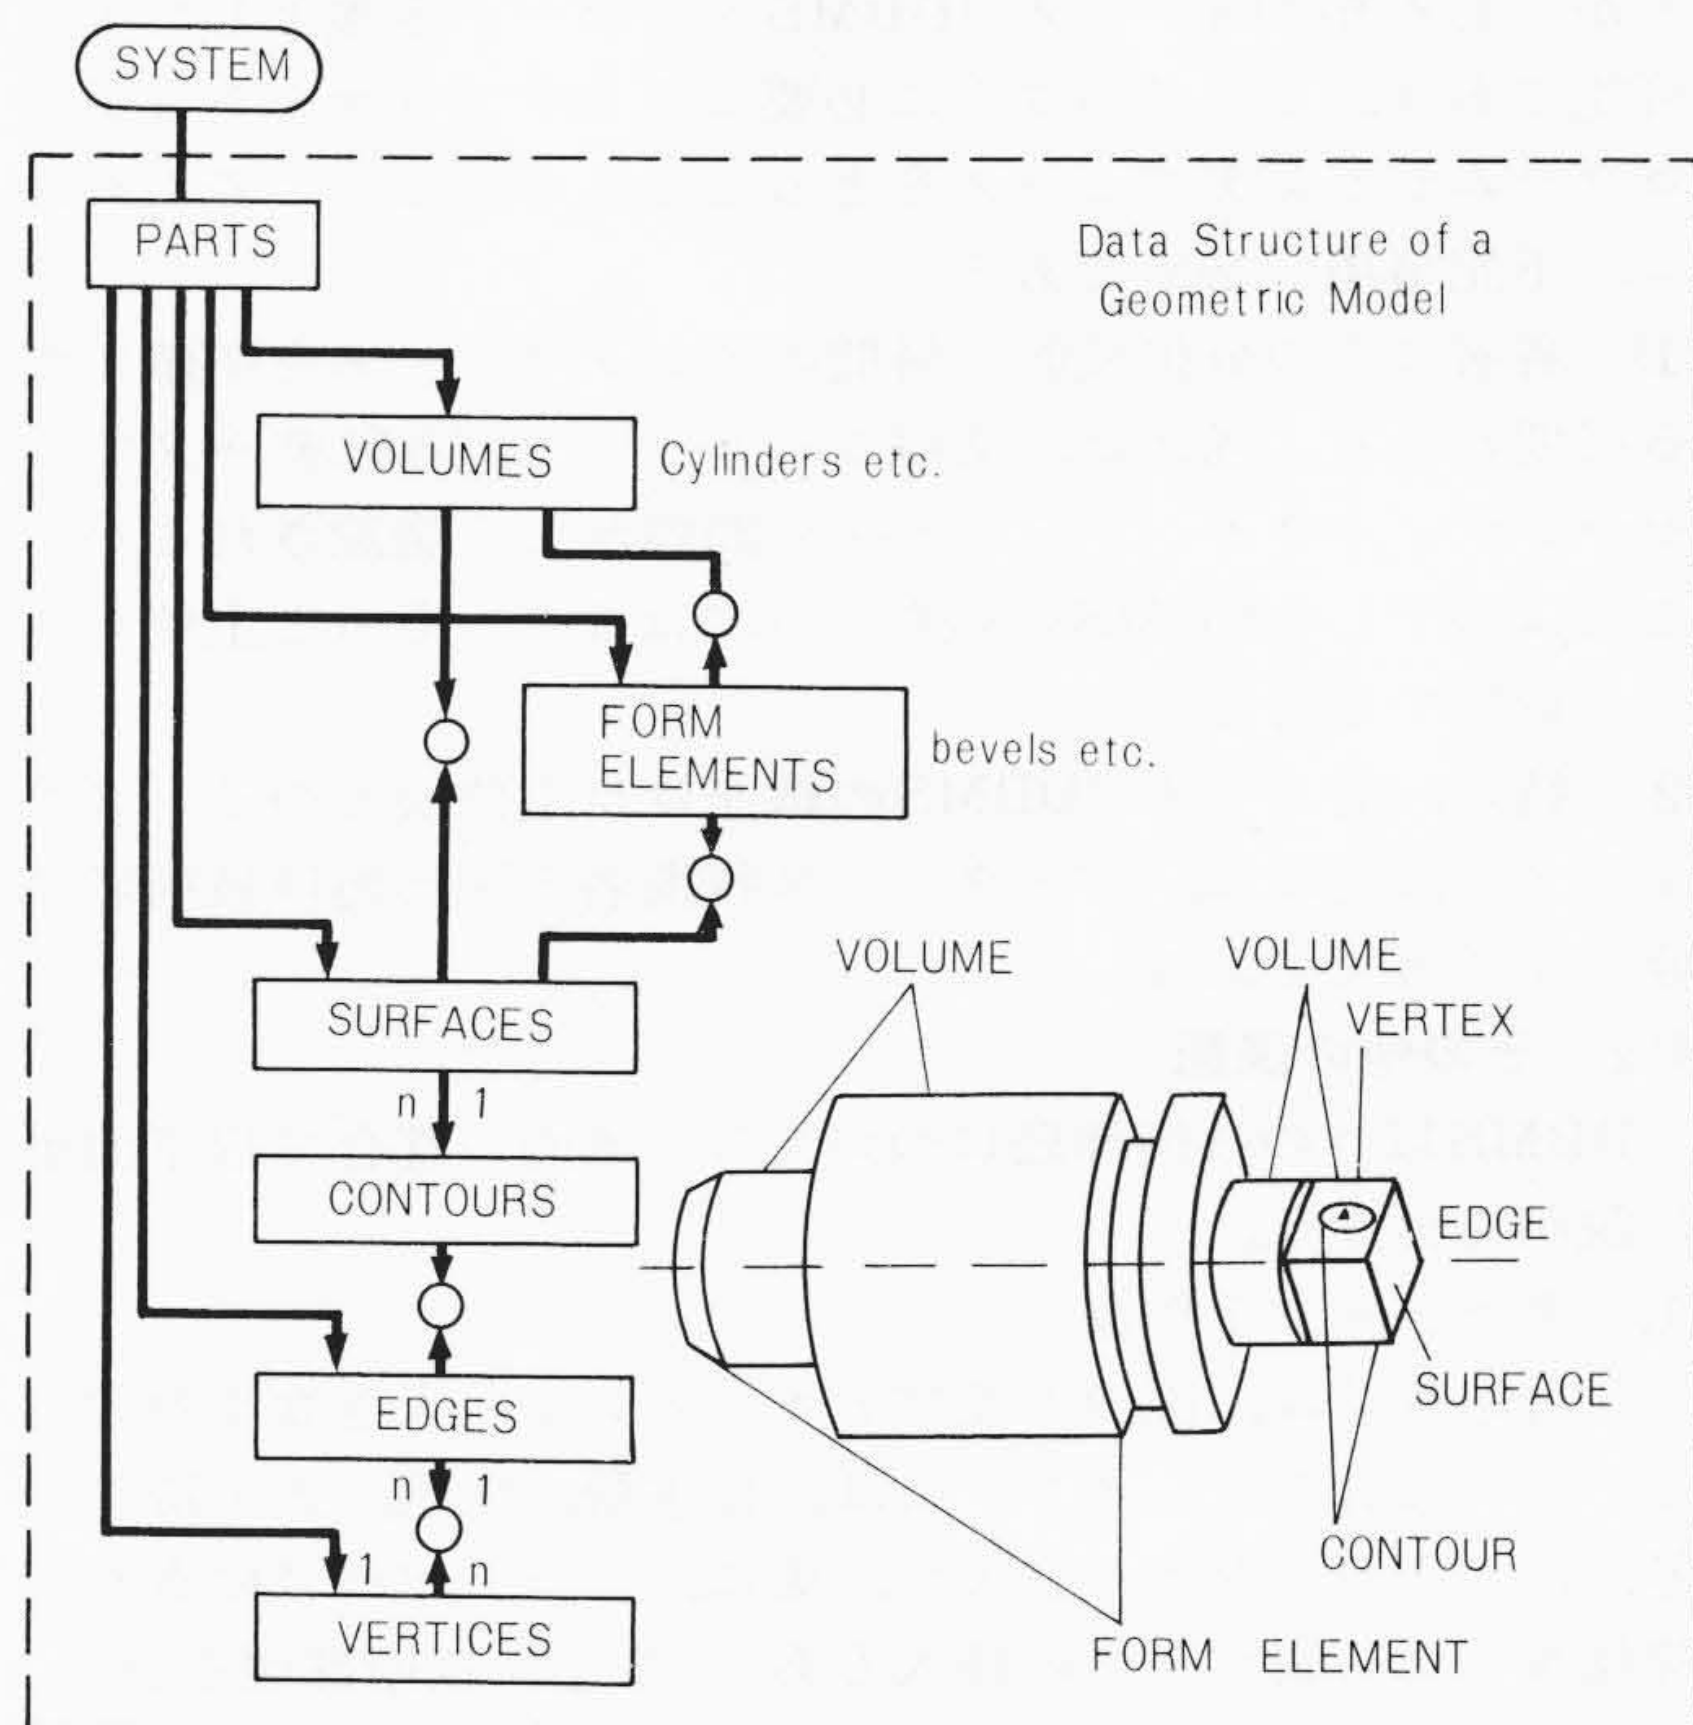 SYSTEM
PARTS
Data Structure of a
Geometric Model
VOLUMES
Cylinders etc.
FORM
ELEMENTS
bevels etc.
SURFACES
n 1
CONTOURS
EDGES
n 1
1 n
VERTICES
VOLUME
VOLUME
VERTEX
EDGE
SURFACE
CONTOUR
FORM ELEMENT